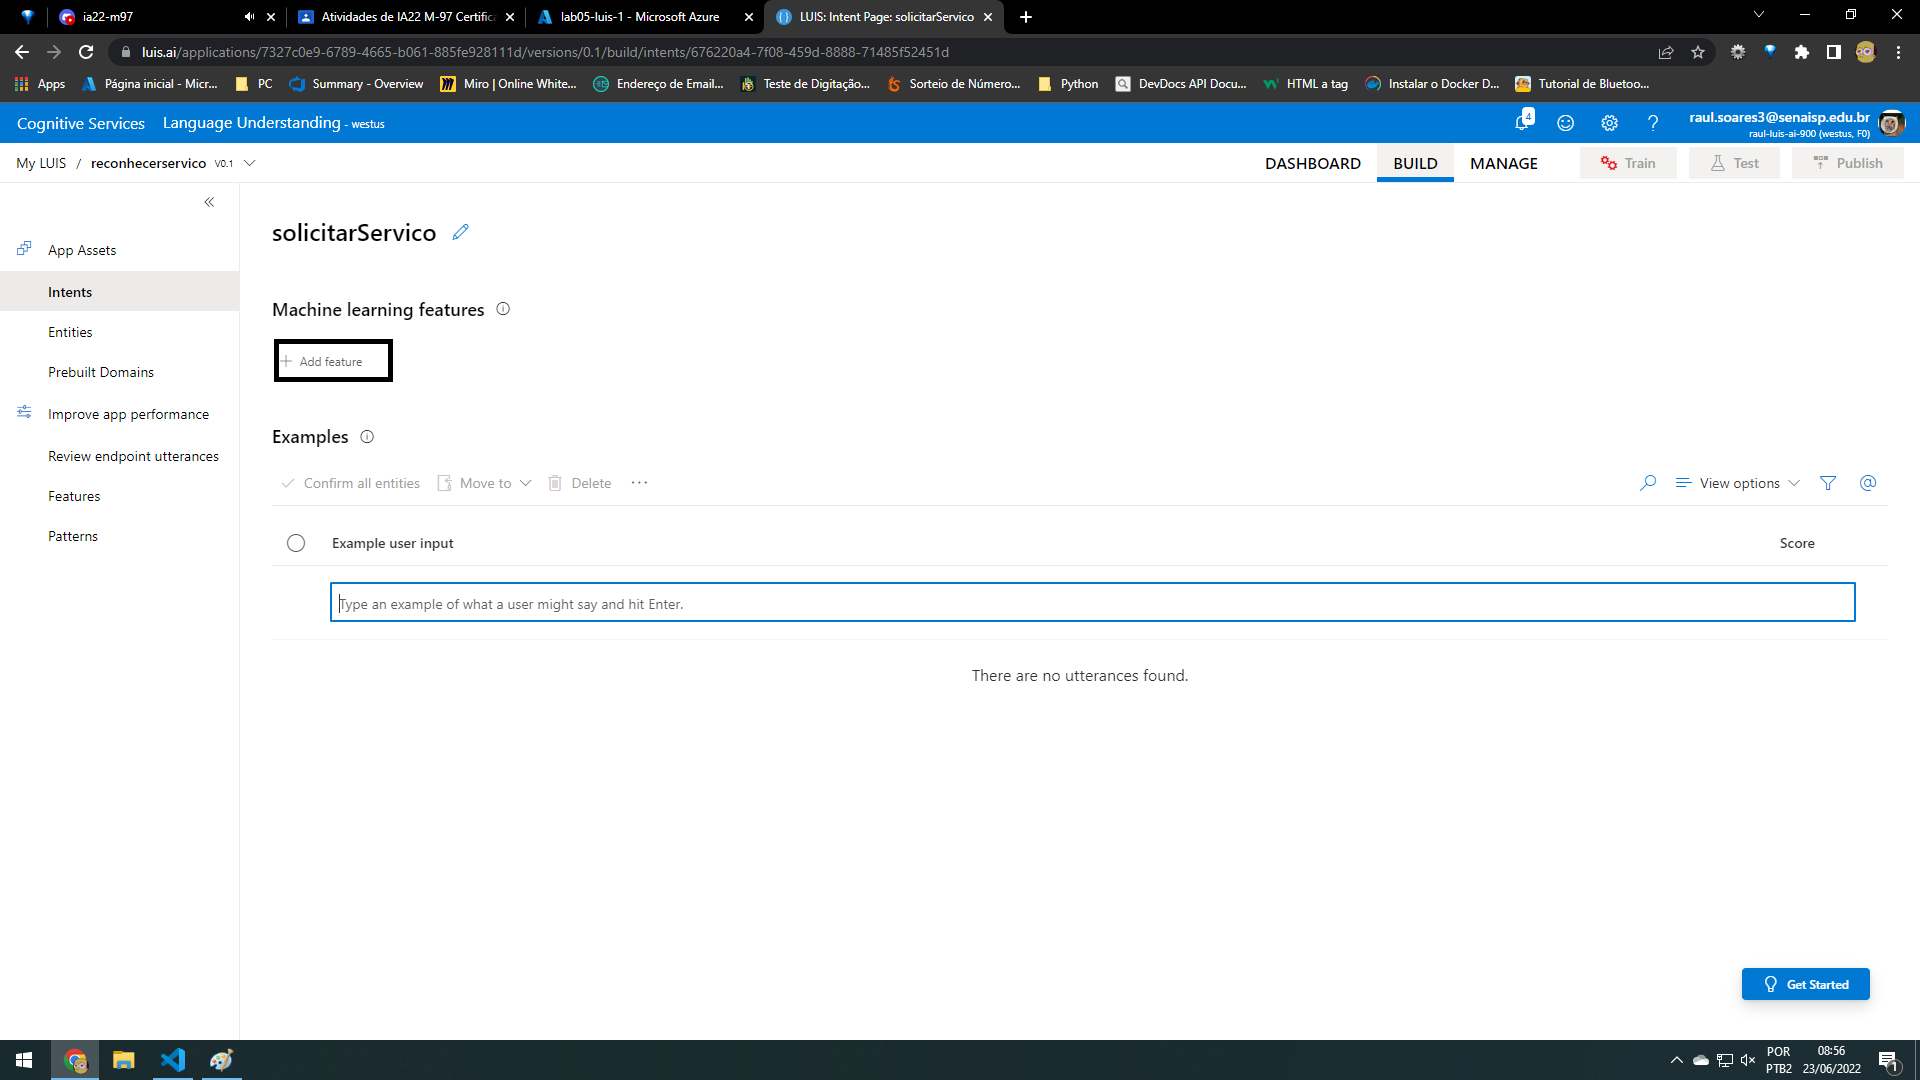 ia22-m97
Atividades de IA22 M-97 Certifica
lab05-luis-1 - Microsoft Azure
LUIS: Intent Page: solicitarServico
luis.ai/applications/7327c0e9-6789-4665-b061-885fe928111d/versions/0.1/build/intents/676220a4-7f08-459d-8888-71485f52451d
Apps
Página inicial - Micr...
PC
Summary - Overview
Miro | Online White...
Endereço de Email...
Teste de Digitação...
Sorteio de Número...
Python
DevDocs API Docu...
HTML a tag
Instalar o Docker D...
Tutorial de Bluetoo...
Cognitive Services
Language Understanding - westus
4
raul.soares3@senaisp.edu.br
raul-luis-ai-900 (westus, F0)
My LUIS / reconhecerservico V0.1
DASHBOARD
BUILD
MANAGE
Train
Test
Publish
App Assets
Intents
Entities
Prebuilt Domains
Improve app performance
Review endpoint utterances
Features
Patterns
solicitarServico
Machine learning features
Add feature
Examples
Confirm all entities
Move to
Delete
...
View options
Example user input
Score
Type an example of what a user might say and hit Enter.
There are no utterances found.
Get Started
POR
PTB2
08:56
23/06/2022
1